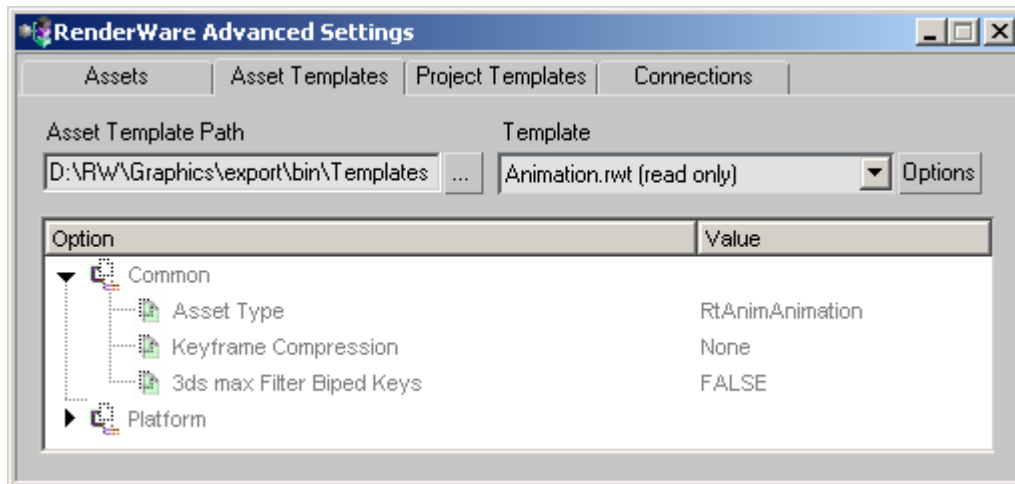 RenderWare Advanced Settings
Assets Asset Templates Project Templates Connections
Asset Template Path Template
D:\RW\Graphics\export\bin\Templates ... Animation.rwt (read only) Options
Option Value
Common
Asset Type RtAnimAnimation
Keyframe Compression None
3ds max Filter Biped Keys FALSE
Platform